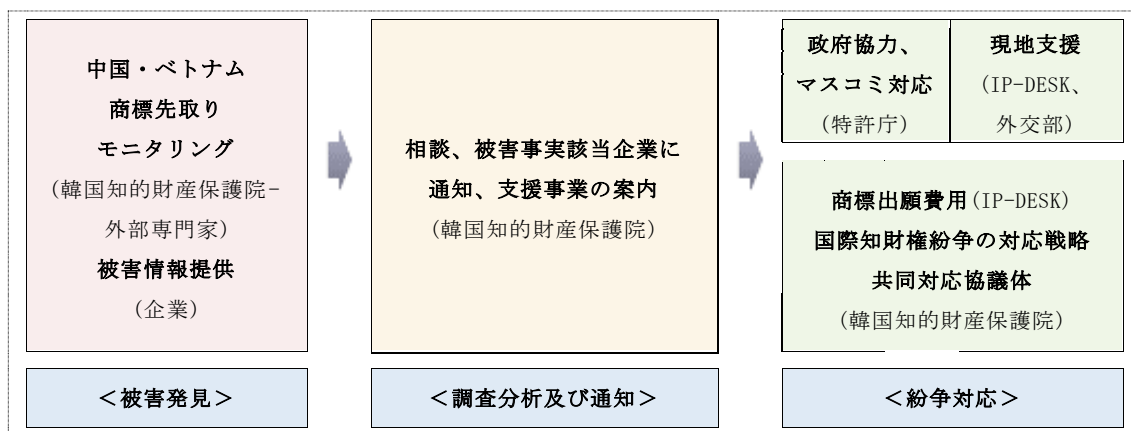 中国・ベトナム
商標先取り
モニタリング
(韓国知的財産保護院−
外部専門家)
被害情報提供
(企業)
<被害発見>
相談、被害事実該当企業に
通知、支援事業の案内
(韓国知的財産保護院)
<調査分析及び通知>
政府協力、
マスコミ対応
(特許庁)
現地支援
(IP-DESK、
外交部)
商標出願費用(IP-DESK)
国際知財権紛争の対応戦略
共同対応協議体
(韓国知的財産保護院)
<紛争対応>